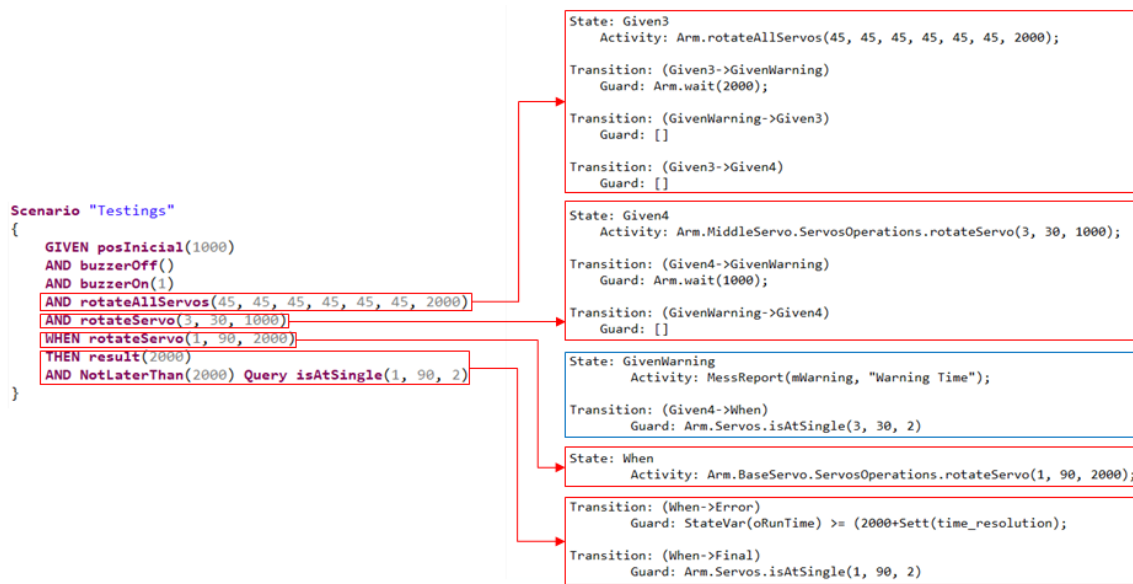 Scenario "Testings"
{
GIVEN posInicial(1000)
AND buzzerOff()
AND buzzerOn(1)
AND rotateAllServos(45, 45, 45, 45, 45, 45, 2000)
AND rotateServo(3, 30, 1000)
WHEN rotateServo(1, 90, 2000)
THEN result(2000)
AND NotLaterThan(2000) Query isAtSingle(1, 90, 2)
}
State: Given3
Activity: Arm.rotateAllServos(45, 45, 45, 45, 45, 45, 2000);
Transition: (Given3->GivenWarning)
Guard: Arm.wait(2000);
Transition: (GivenWarning->Given3)
Guard: []
Transition: (Given3->Given4)
Guard: []
State: Given4
Activity: Arm.MiddleServo.ServosOperations.rotateServo(3, 30, 1000);
Transition: (Given4->GivenWarning)
Guard: Arm.wait(1000);
Transition: (GivenWarning->Given4)
Guard: []
State: GivenWarning
Activity: MessReport(mWarning, "Warning Time");
Transition: (Given4->When)
Guard: Arm.Servos.isAtSingle(3, 30, 2)
State: When
Activity: Arm.BaseServo.ServosOperations.rotateServo(1, 90, 2000);
Transition: (When->Error)
Guard: StateVar(oRunTime) >= (2000+Sett(time_resolution);
Transition: (When->Final)
Guard: Arm.Servos.isAtSingle(1, 90, 2)